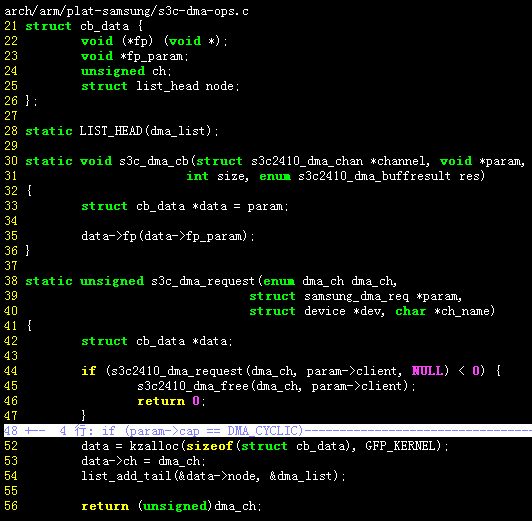 arch/arm/plat-samsung/s3c-dma-ops.c
21 struct cb_data {
22         void (*fp) (void *);
23         void *fp_param;
24         unsigned ch;
25         struct list_head node;
26 };
27
28 static LIST_HEAD(dma_list);
29
30 static void s3c_dma_cb(struct s3c2410_dma_chan *channel, void *param,
31                        int size, enum s3c2410_dma_buffresult res)
32 {
33         struct cb_data *data = param;
34
35         data->fp(data->fp_param);
36 }
37
38 static unsigned s3c_dma_request(enum dma_ch dma_ch,
39                                 struct samsung_dma_req *param,
40                                 struct device *dev, char *ch_name)
41 {
42         struct cb_data *data;
43
44         if (s3c2410_dma_request(dma_ch, param->client, NULL) < 0) {
45                 s3c2410_dma_free(dma_ch, param->client);
46                 return 0;
47         }
48 +--  4 行: if (param->cap == DMA_CYCLIC)---------------------------------
52         data = kzalloc(sizeof(struct cb_data), GFP_KERNEL);
53         data->ch = dma_ch;
54         list_add_tail(&data->node, &dma_list);
55
56         return (unsigned)dma_ch;